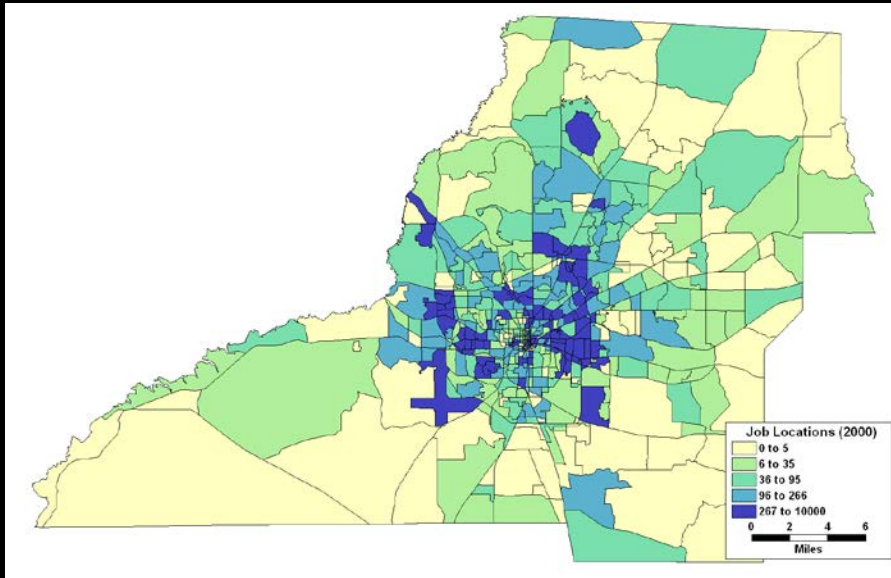 Job Locations (2000)
0 to 5
6 to 35
36 to 95
96 to 266
267 to 10000
0 2 4 6
Miles